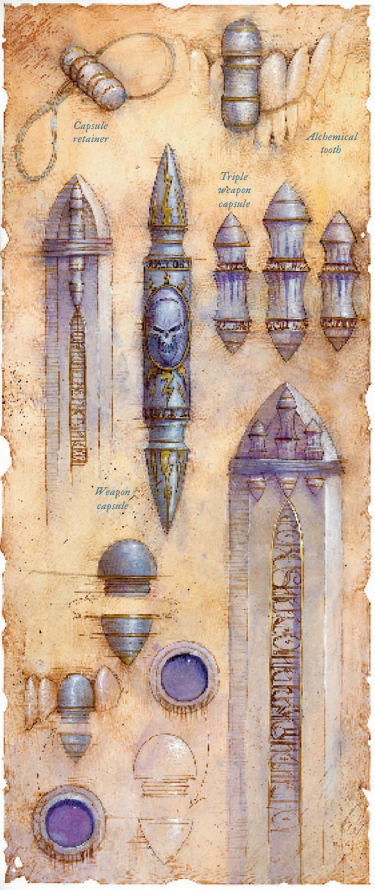 Capsule
retainer
Alchemical
tooth
Triple
weapon
capsule
Weapon
capsule